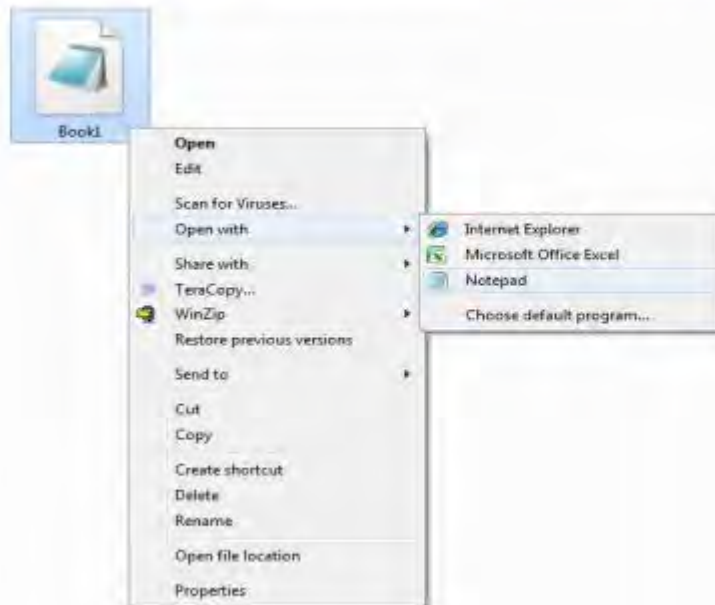 Book1
Open
Edit
Scan for Viruses...
Open with
Share with
TeraCopy...
WinZip
Restore previous versions
Send to
Cut
Copy
Create shortcut
Delete
Rename
Open file location
Properties
Internet Explorer
Microsoft Office Excel
Notepad
Choose default program...